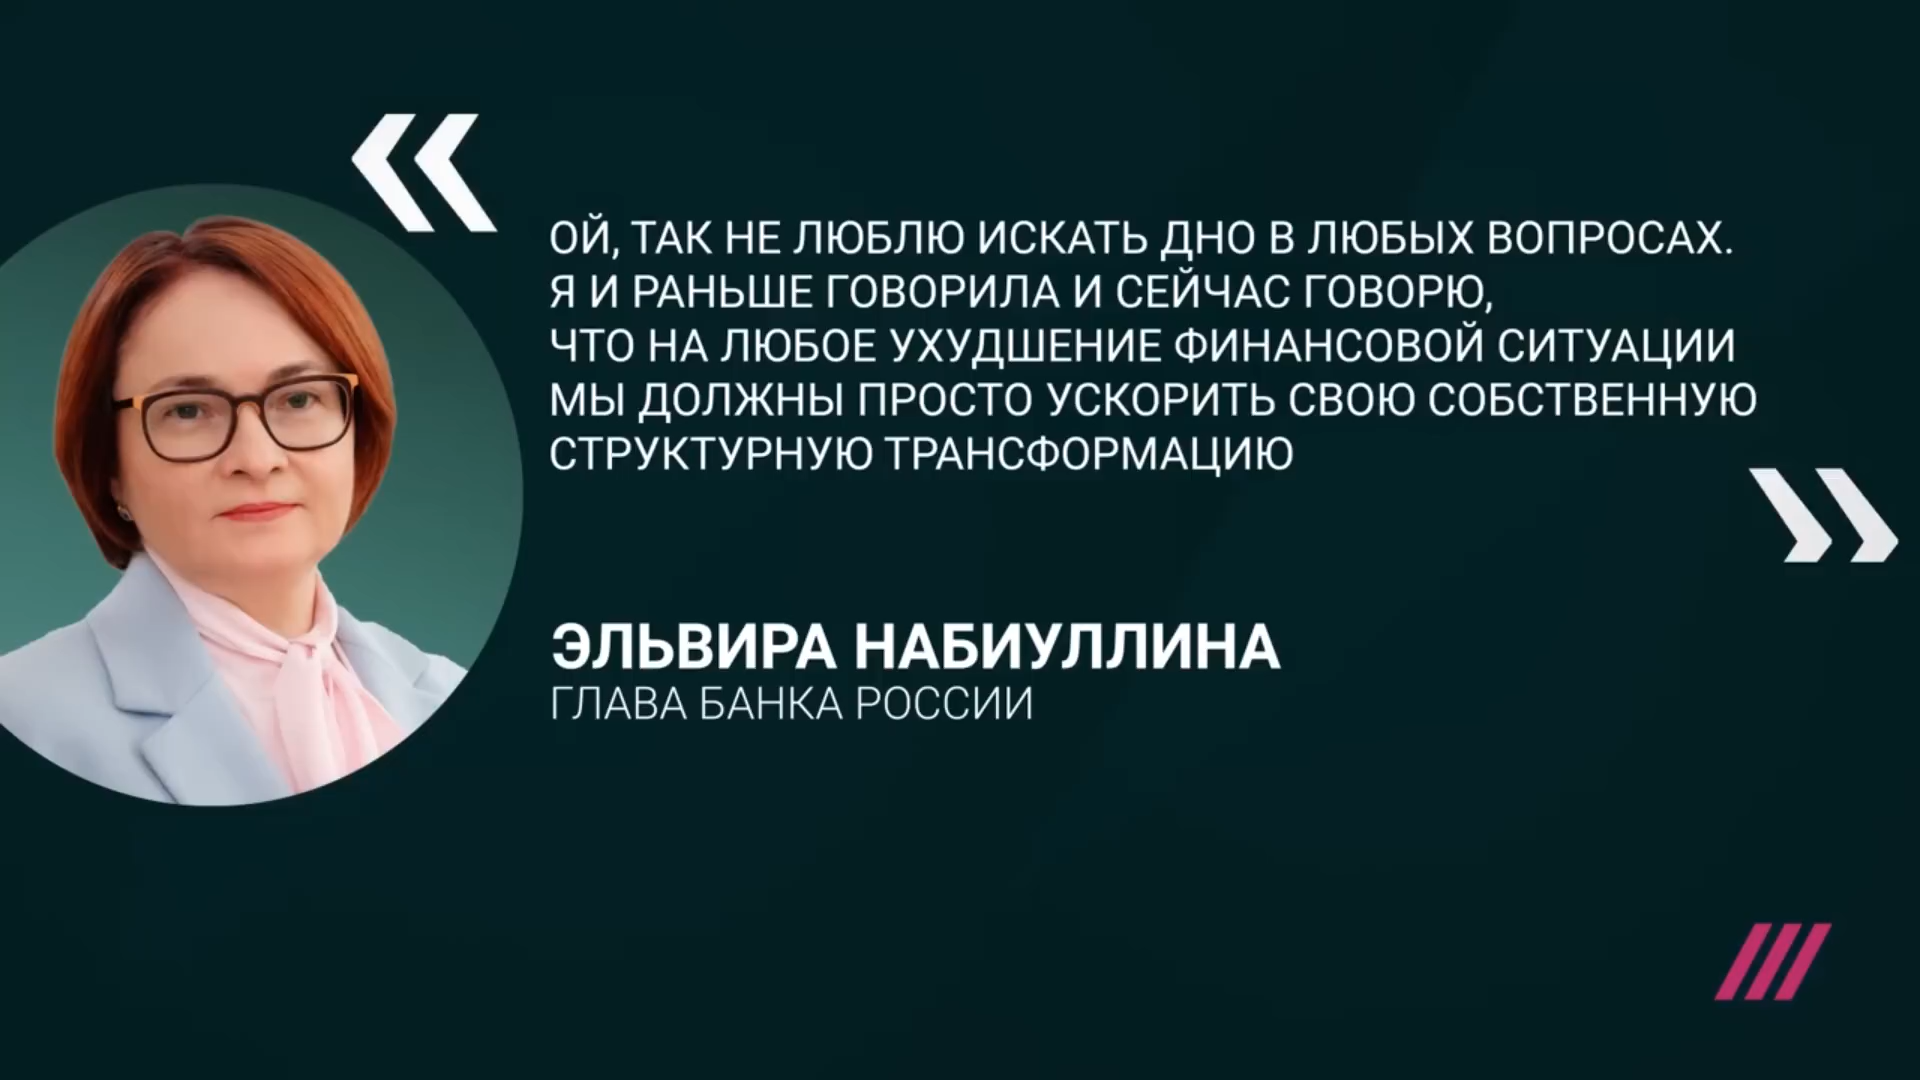 ОЙ, ТАК НЕ ЛЮБЛЮ ИСКАТЬ ДНО В ЛЮБЫХ ВОПРОСАХ.
Я И РАНЬШЕ ГОВОРИЛА И СЕЙЧАС ГОВОРЮ,
ЧТО НА ЛЮБОЕ УХУДШЕНИЕ ФИНАНСОВОЙ СИТУАЦИИ
МЫ ДОЛЖНЫ ПРОСТО УСКОРИТЬ СВОЮ СОБСТВЕННУЮ
СТРУКТУРНУЮ ТРАНСФОРМАЦИЮ
ЭЛЬВИРА НАБИУЛЛИНА
ГЛАВА БАНКА РОССИИ